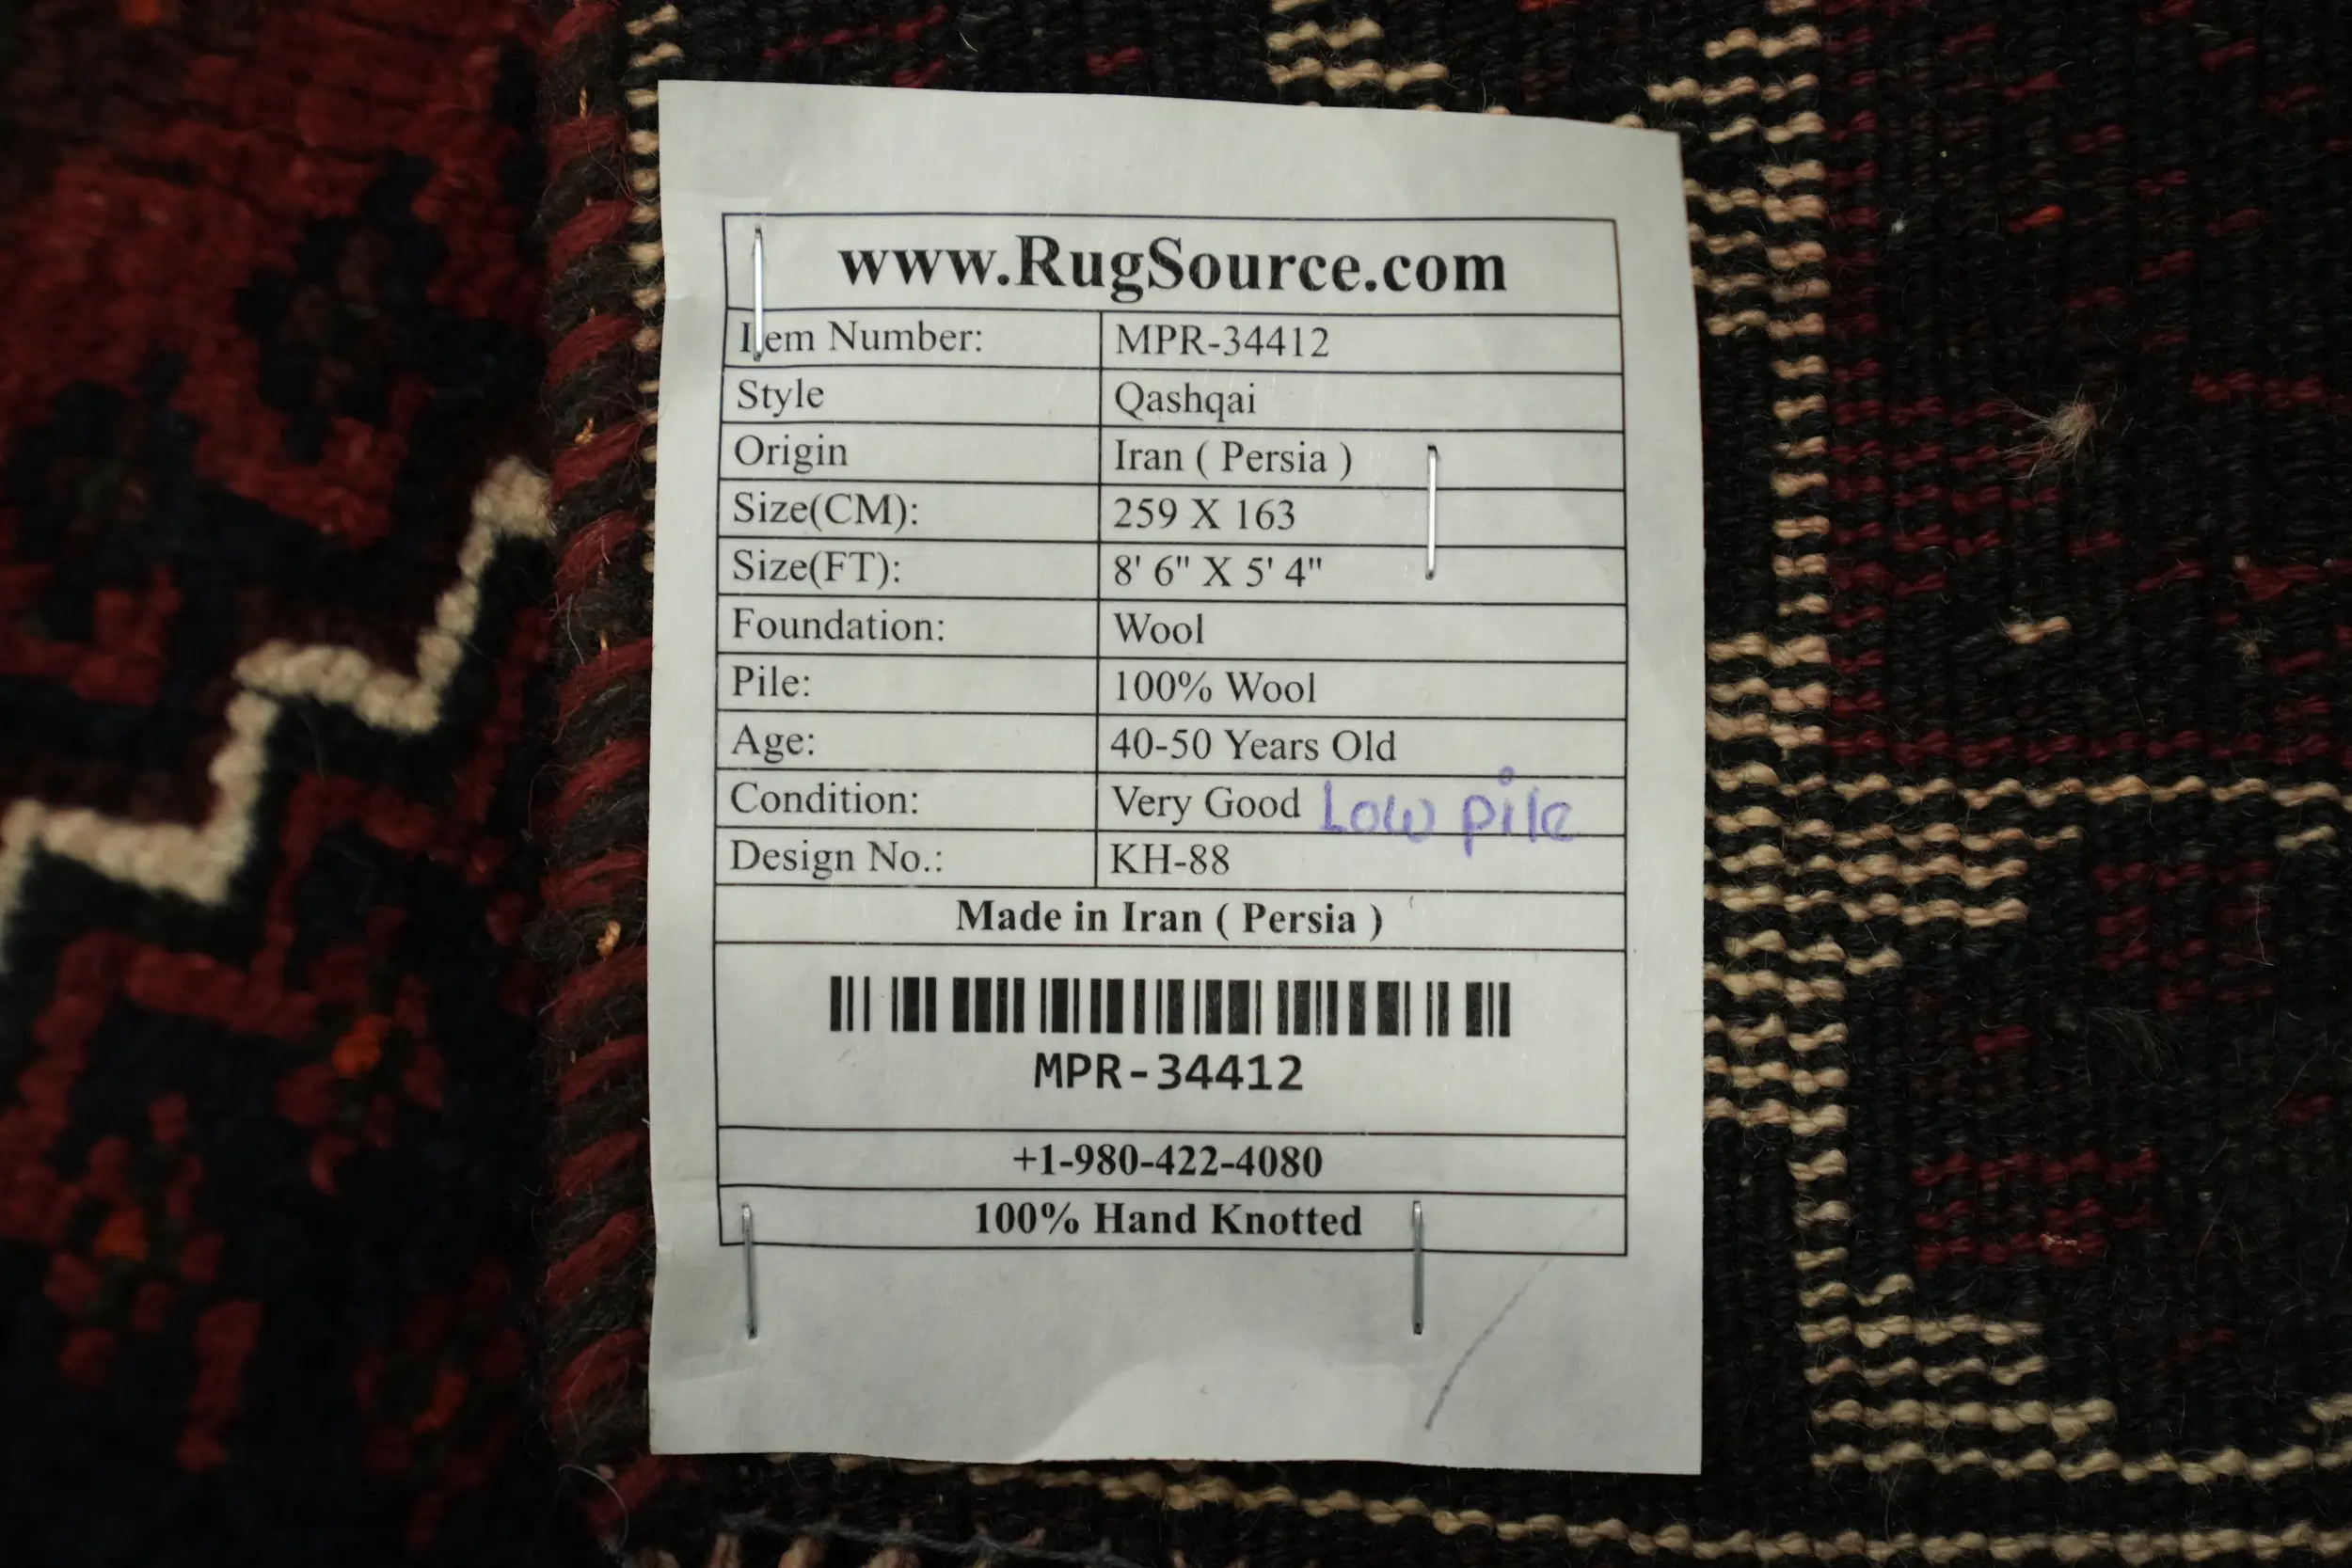 www.RugSource.com
Item Number: MPR-34412
Style Qashqai
Origin Iran ( Persia )
Size(CM): 259 X 163
Size(FT): 8' 6" X 5' 4"
Foundation: Wool
Pile: 100% Wool
Age: 40-50 Years Old
Condition: Very Good Low pile
Design No.: KH-88
Made in Iran ( Persia )
MPR-34412
+1-980-422-4080
100% Hand Knotted